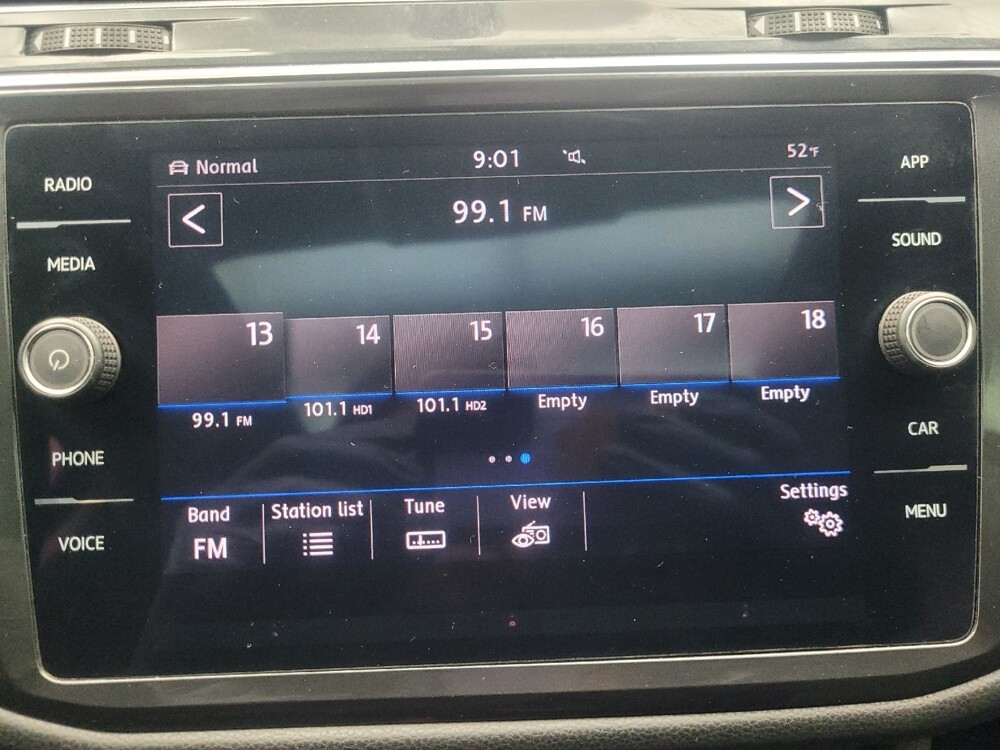 RADIO
MEDIA
PHONE
VOICE
Normal
9:01
52°F
99.1 FM
13
14
15
16
17
18
99.1 FM
101.1 HD1
101.1 HD2
Empty
Empty
Empty
Band
FM
Station list
Tune
View
Settings
APP
SOUND
CAR
MENU